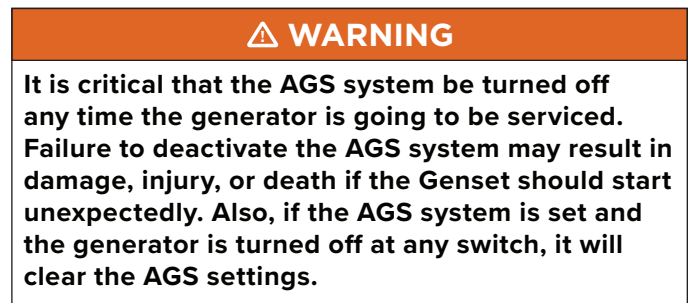 ⚠ WARNING
It is critical that the AGS system be turned off
any time the generator is going to be serviced.
Failure to deactivate the AGS system may result in
damage, injury, or death if the Genset should start
unexpectedly. Also, if the AGS system is set and
the generator is turned off at any switch, it will
clear the AGS settings.